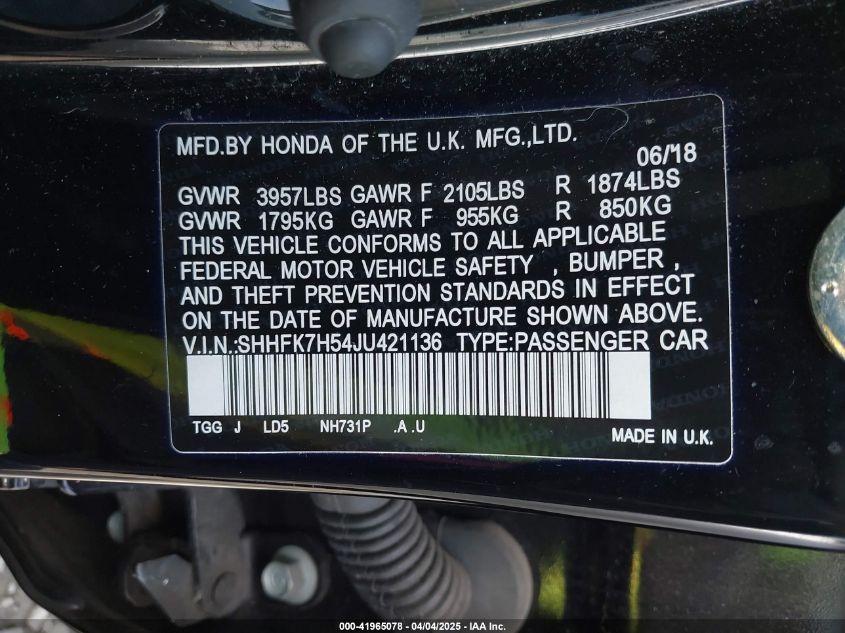 MFD.BY HONDA OF THE U.K. MFG.,LTD.
06/18
GVWR 3957LBS GAWR F 2105LBS R 1874LBS
GVWR 1795KG GAWR F 955KG R 850KG
THIS VEHICLE CONFORMS TO ALL APPLICABLE
FEDERAL MOTOR VEHICLE SAFETY , BUMPER ,
AND THEFT PREVENTION STANDARDS IN EFFECT
ON THE DATE OF MANUFACTURE SHOWN ABOVE.
V.I.N.:SHHFK7H54JU421136 TYPE:PASSENGER CAR
TGG J LD5 NH731P .A .U
MADE IN U.K.
000-41965078 - 04/04/2025 - IAA Inc.